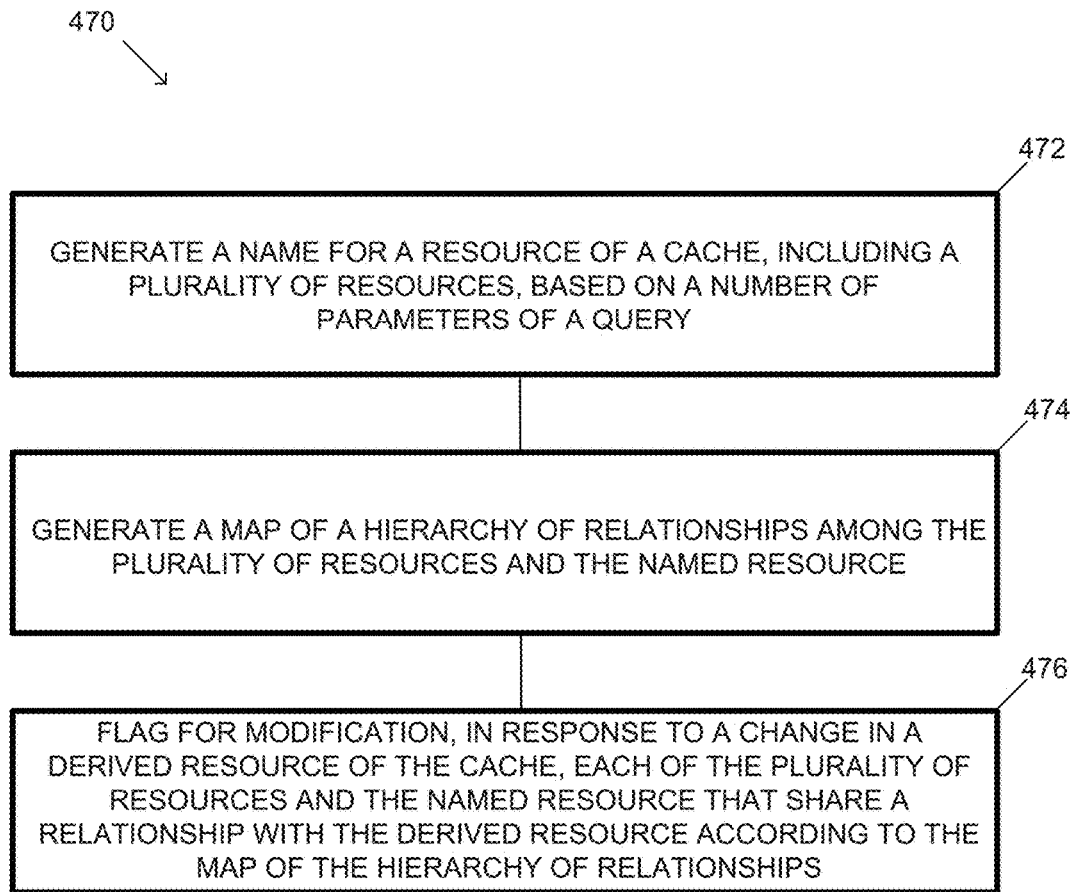 470
472
GENERATE A NAME FOR A RESOURCE OF A CACHE, INCLUDING A
PLURALITY OF RESOURCES, BASED ON A NUMBER OF
PARAMETERS OF A QUERY
474
GENERATE A MAP OF A HIERARCHY OF RELATIONSHIPS AMONG THE
PLURALITY OF RESOURCES AND THE NAMED RESOURCE
476
FLAG FOR MODIFICATION, IN RESPONSE TO A CHANGE IN A
DERIVED RESOURCE OF THE CACHE, EACH OF THE PLURALITY OF
RESOURCES AND THE NAMED RESOURCE THAT SHARE A
RELATIONSHIP WITH THE DERIVED RESOURCE ACCORDING TO THE
MAP OF THE HIERARCHY OF RELATIONSHIPS